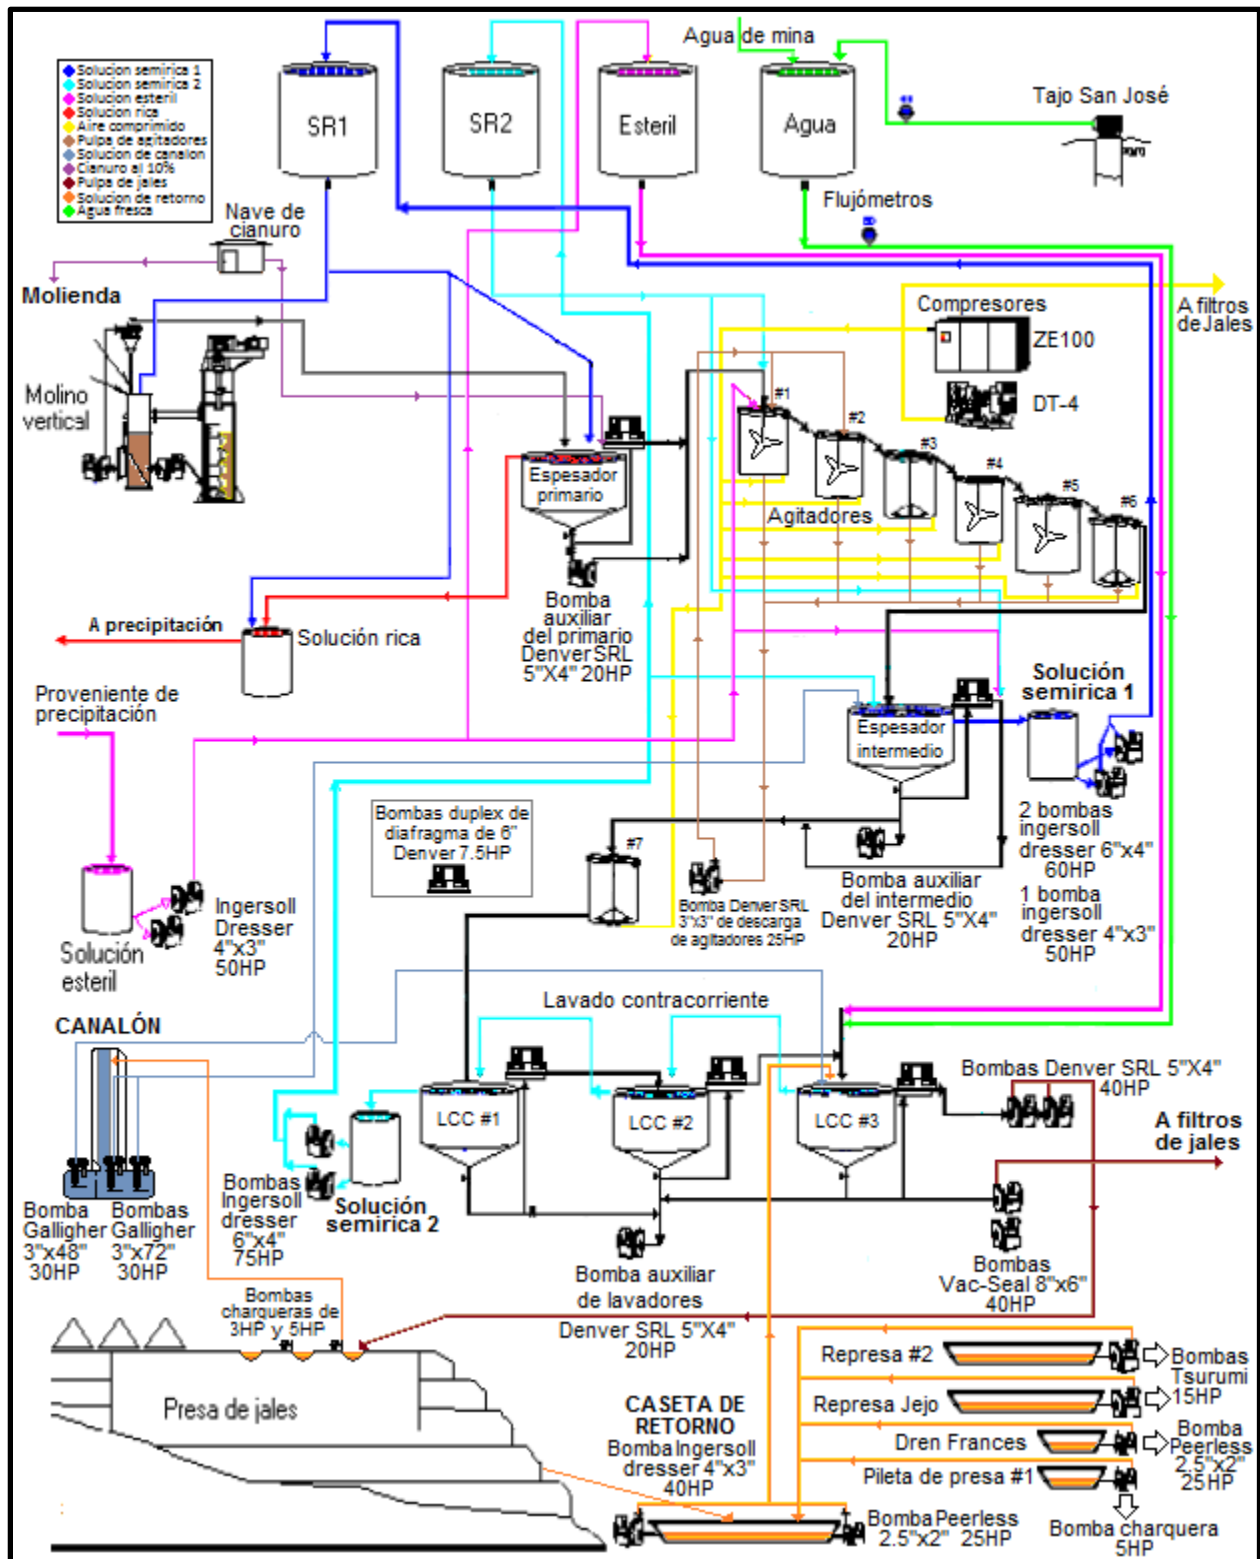 Agua de mina
Solucion semirica 1
Solucion semirica 2
Solucion esteril
Solucion rica
Aire comprimido
Pulpa de agitadores
Solucion de canalon
Cianuro al 10%
Pulpa de jales
Solucion de retorno
Agua fresca
SR1
SR2
Esteril
Agua
Tajo San José
Flujómetros
Nave de
cianuro
Molienda
Molino
vertical
Compresores
ZE100
DT-4
A filtros
de Jales
#1
#2
#3
#4
#5
#6
Agitadores
Espesador
primario
Bomba
auxiliar
del primario
Denver SRL
5"X4" 20HP
A precipitación
Solución rica
Proveniente de
precipitación
Solución
semirica 1
Espesador
intermedio
2 bombas
ingersoll
dresser 6"x4"
60HP
1 bomba
ingersoll
dresser 4"x3"
50HP
Bombas duplex de
diafragma de 6"
Denver 7.5HP
#7
Bomba Denver SRL
3"x3" de descarga
de agitadores 25HP
Bomba auxiliar
del intermedio
Denver SRL 5"X4"
20HP
Ingersoll
Dresser
4"x3"
50HP
Solución
esteril
Lavado contracorriente
CANALÓN
LCC #1
LCC #2
LCC #3
Bombas Denver SRL 5"X4"
40HP
A filtros
de jales
Bomba
Galligher
3"x48"
30HP
Bombas
Galligher
3"x72"
30HP
Bombas
Ingersoll
dresser
6"x4"
75HP
Solución
semirica 2
Bomba auxiliar
de lavadores
Denver SRL 5"X4"
20HP
Bombas
Vac-Seal 8"x6"
40HP
Bombas
charqueras de
3HP y 5HP
Presa de jales
CASETA DE
RETORNO
Bomba Ingersoll
dresser 4"x3"
40HP
Represa #2
Represa Jejo
Dren Frances
Pileta de presa #1
Bombas
Tsurumi
15HP
Bomba
Peerless
2.5"x2"
25HP
Bomba Peerless
2.5"x2" 25HP
Bomba charquera
5HP